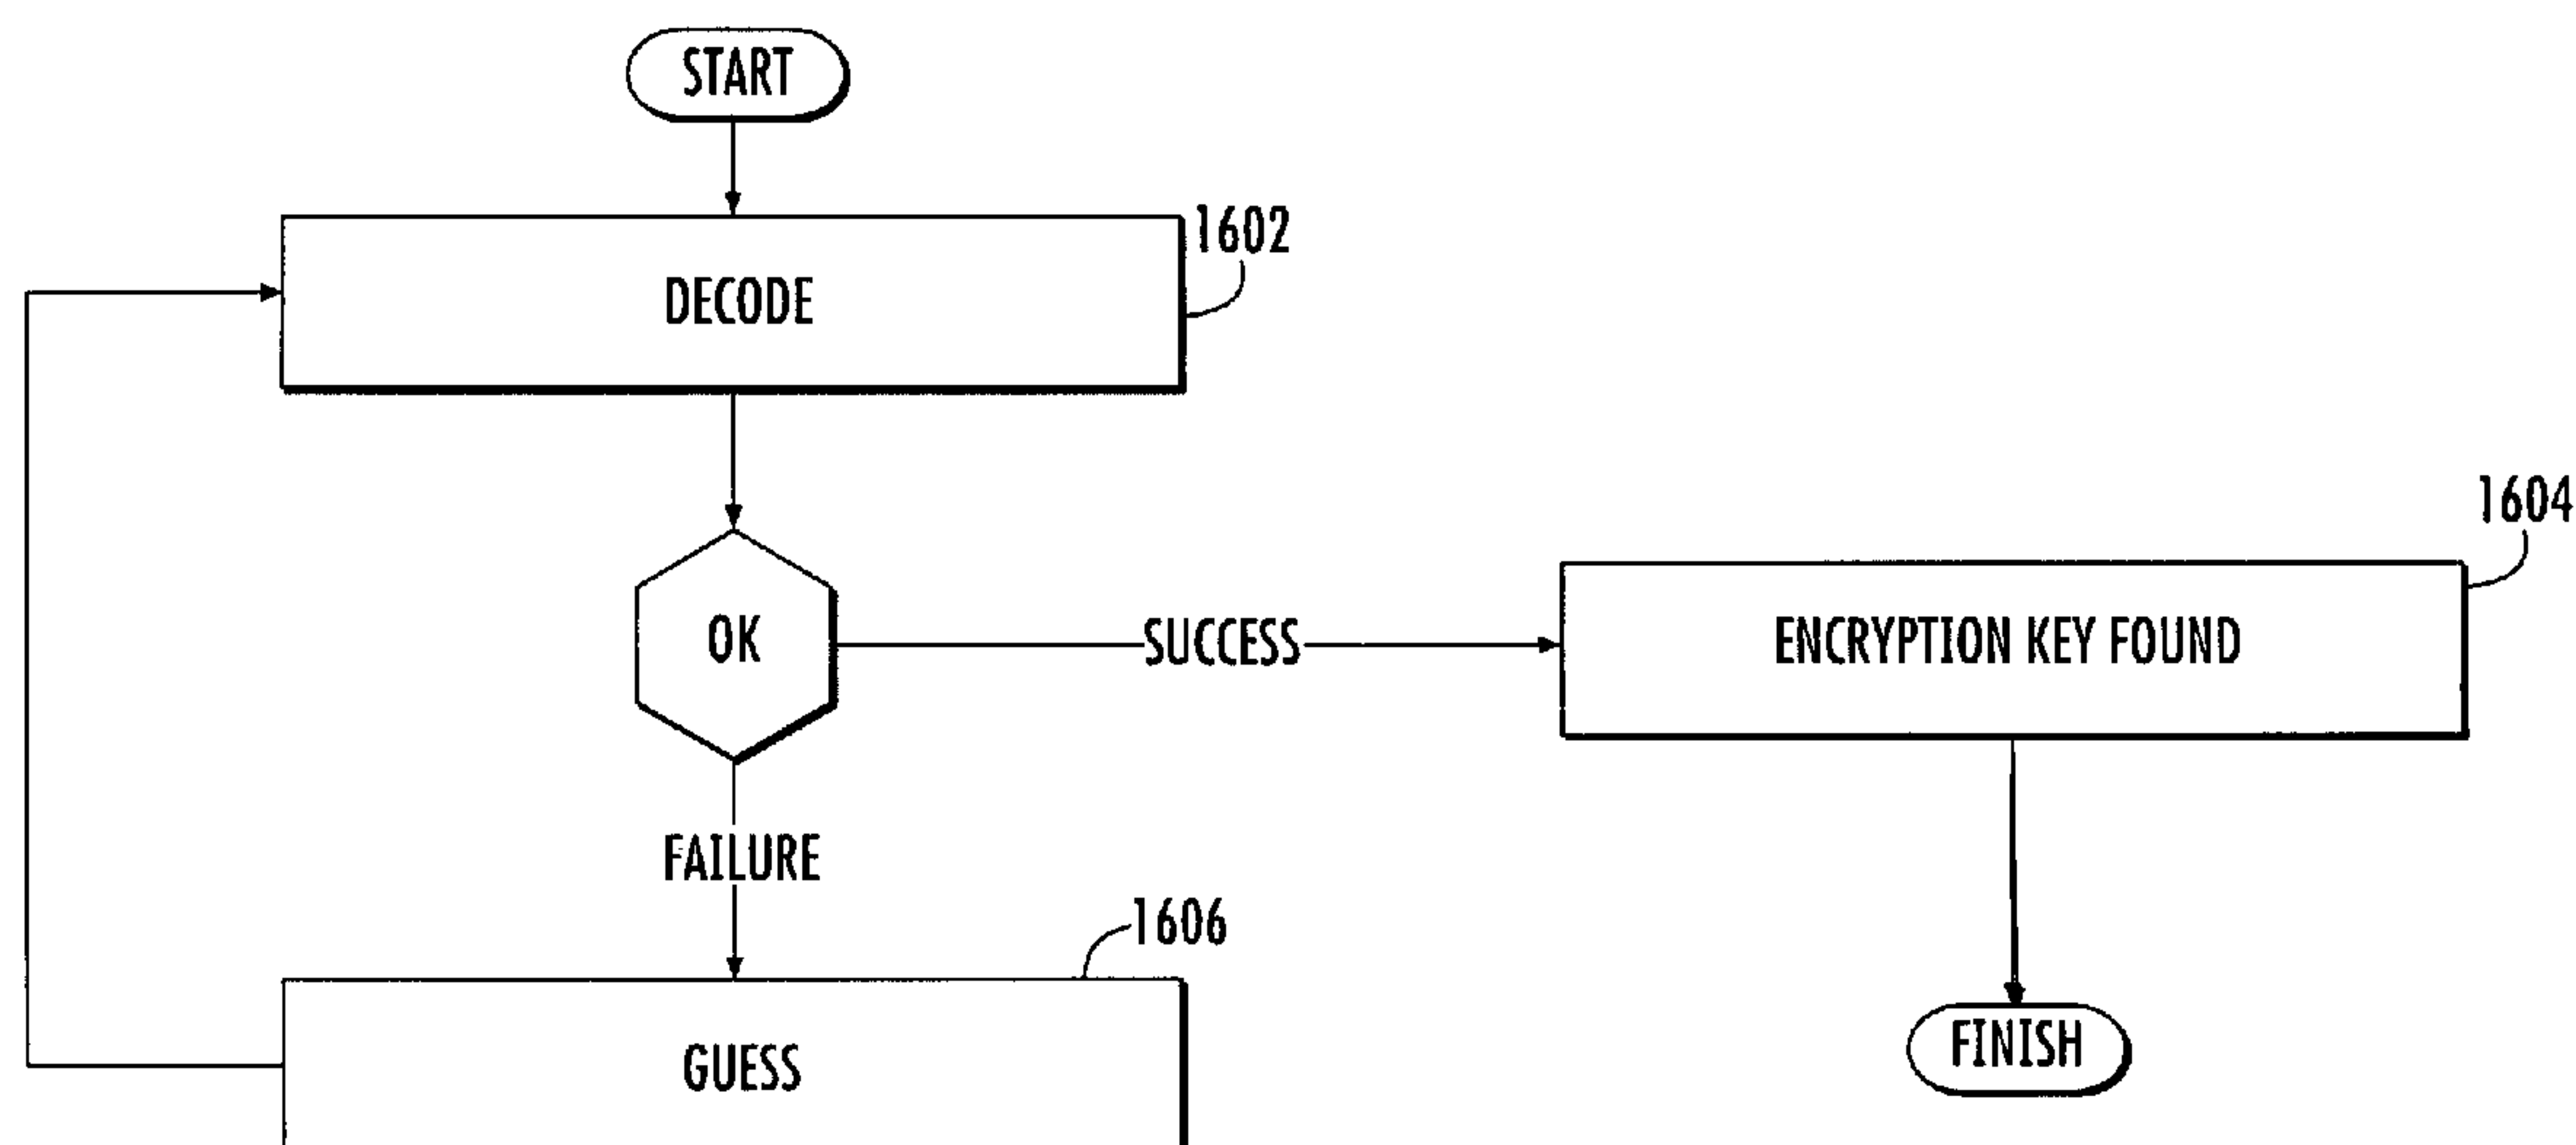 START
1602
DECODE
1604
OK
SUCCESS
ENCRYPTION KEY FOUND
FAILURE
1606
FINISH
GUESS